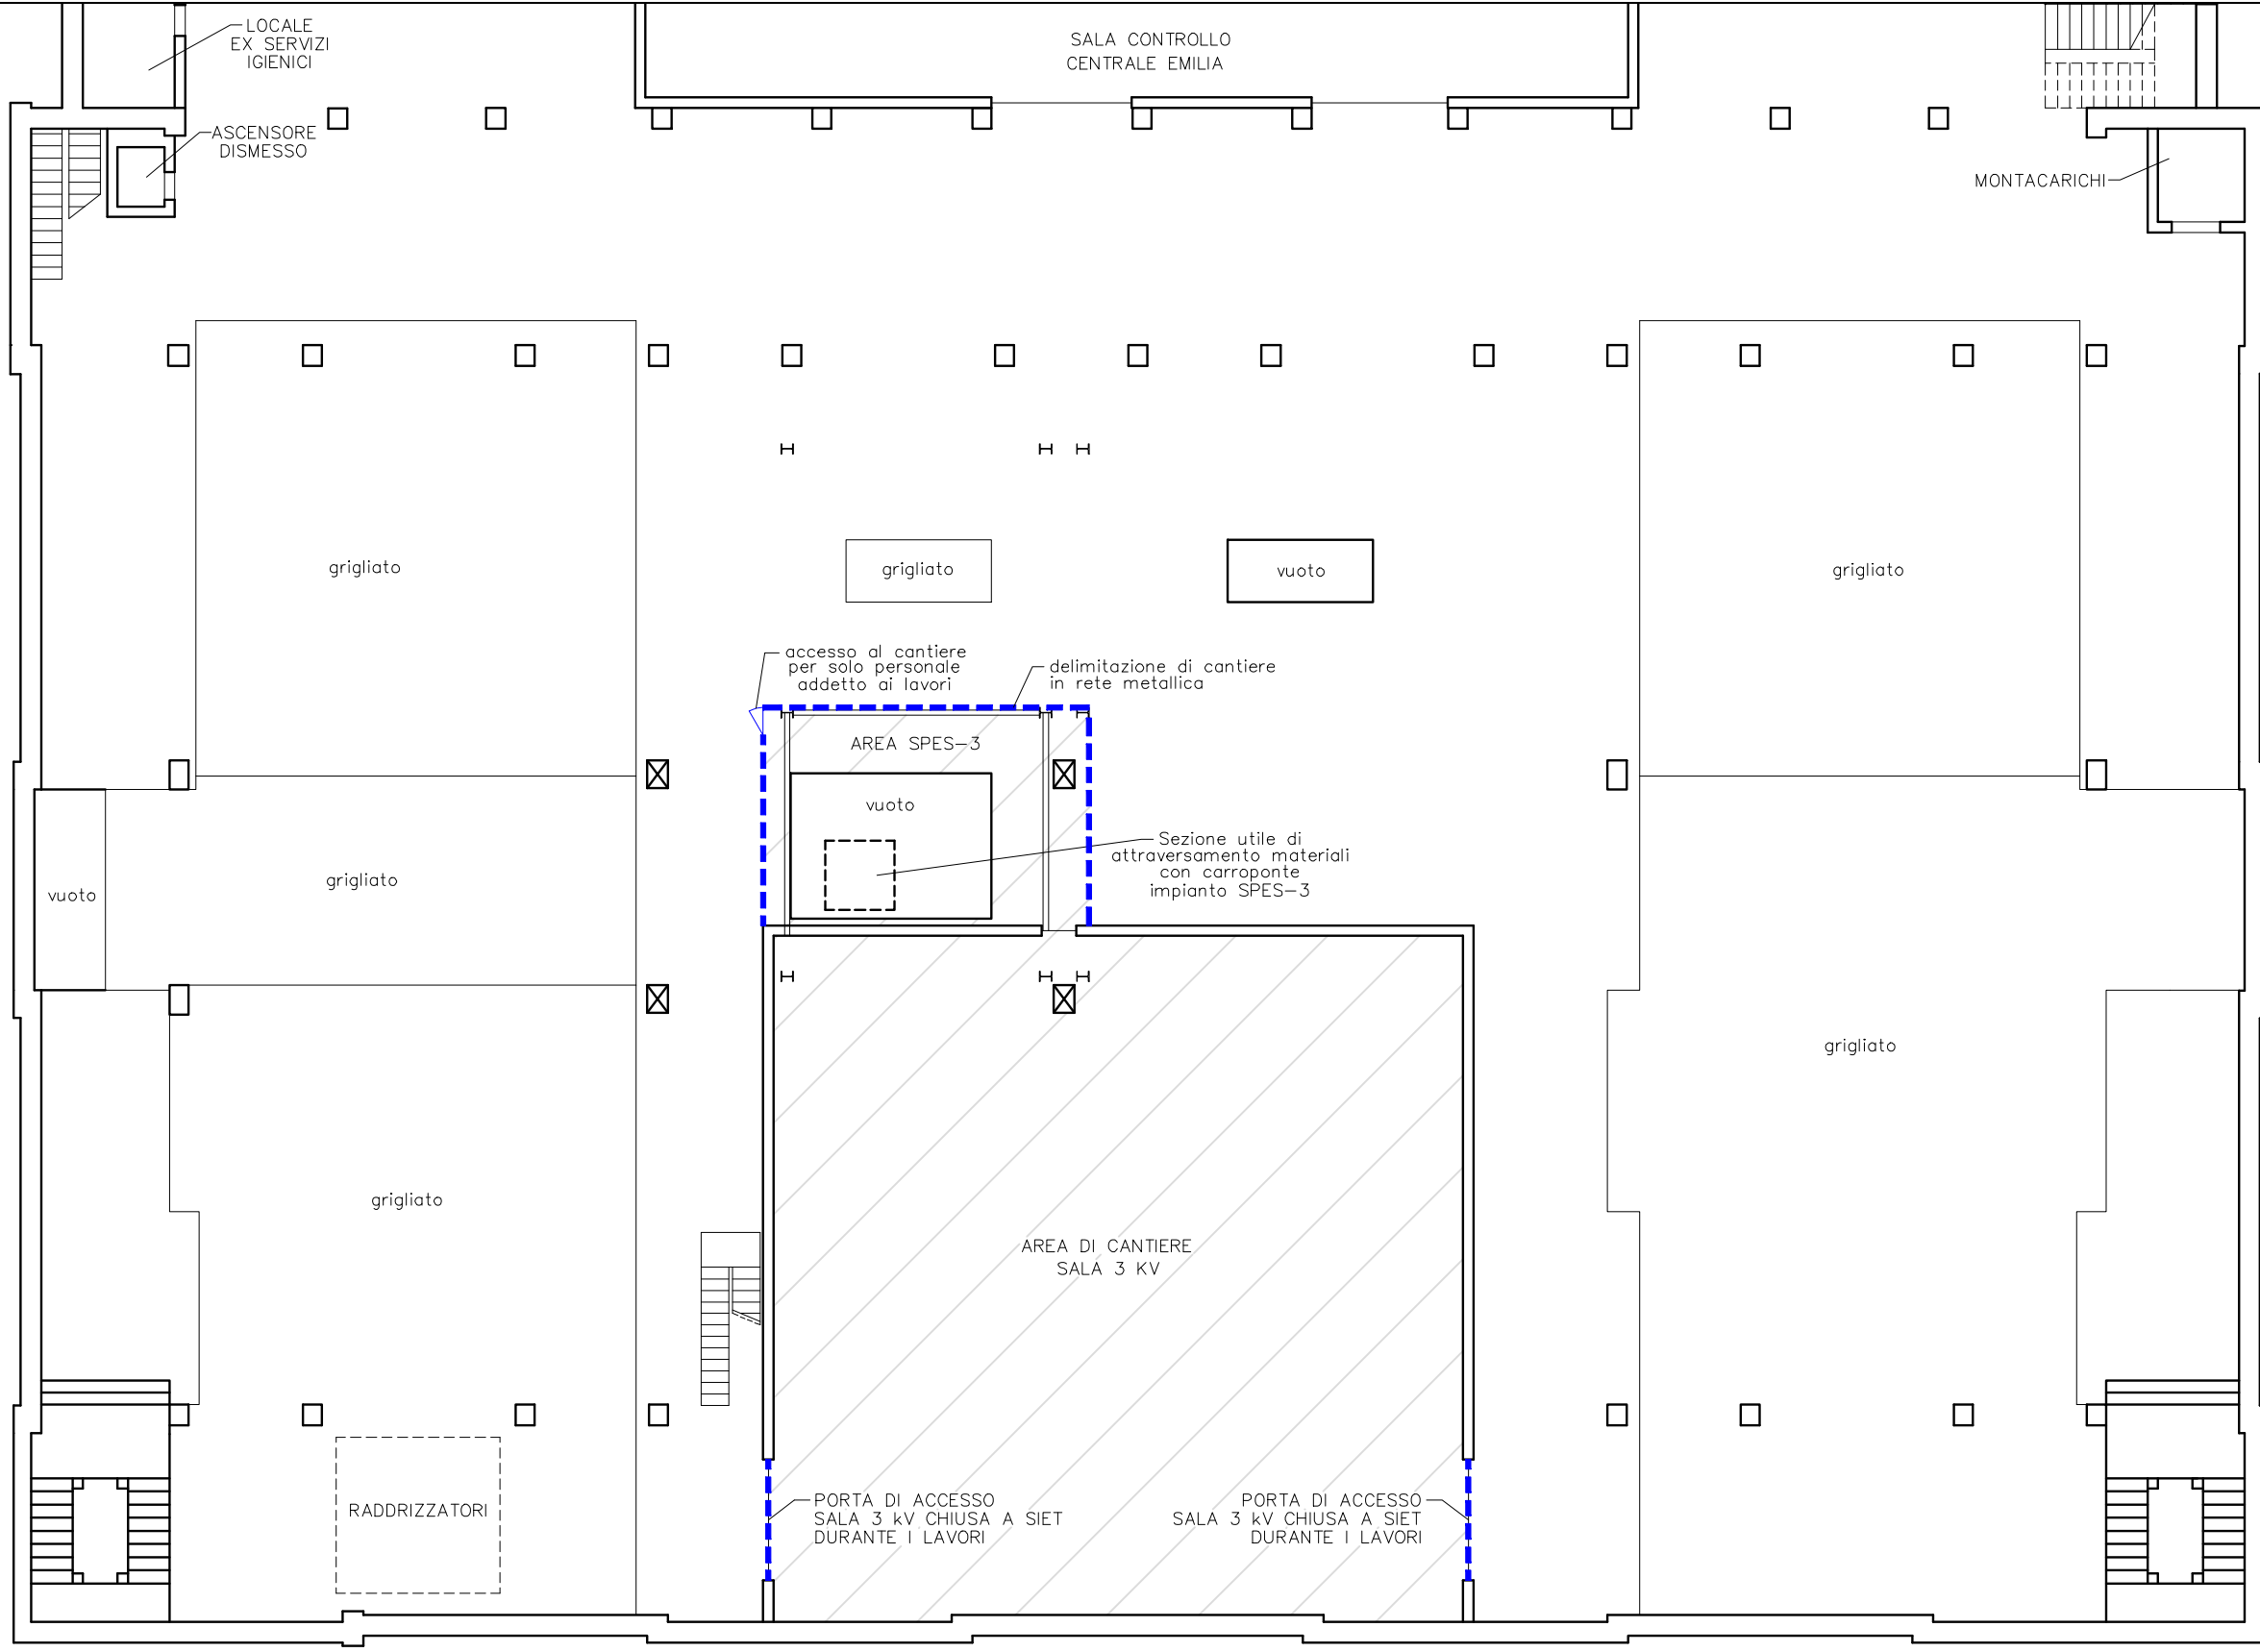 LOCALE
EX SERVIZI
IGIENICI
SALA CONTROLLO
CENTRALE EMILIA
ASCENSORE
DISMESSO
MONTACARICHI
grigliato
grigliato
vuoto
grigliato
accesso al cantiere
per solo personale
addetto ai lavori
delimitazione di cantiere
in rete metallica
AREA SPES-3
vuoto
Sezione utile di
attraversamento materiali
con carroponte
impianto SPES-3
vuoto
grigliato
grigliato
grigliato
AREA DI CANTIERE
SALA 3 KV
RADDRIZZATORI
PORTA DI ACCESSO
SALA 3 kV CHIUSA A SIET
DURANTE I LAVORI
PORTA DI ACCESSO
SALA 3 kV CHIUSA A SIET
DURANTE I LAVORI